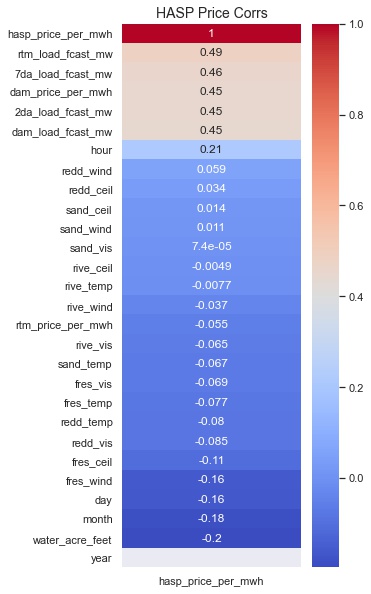 HASP Price Corrs
hasp_price_per_mwh 1
rtm_load_fcast_mw 0.49
7da_load_fcast_mw 0.46
dam_price_per_mwh 0.45
2da_load_fcast_mw 0.45
dam_load_fcast_mw 0.45
hour 0.21
redd_wind 0.059
redd_ceil 0.034
sand_ceil 0.014
sand_wind 0.011
sand_vis 7.4e-05
rive_ceil -0.0049
rive_temp -0.0077
rive_wind -0.037
rtm_price_per_mwh -0.055
rive_vis -0.065
sand_temp -0.067
fres_vis -0.069
fres_temp -0.077
redd_temp -0.08
redd_vis -0.085
fres_ceil -0.11
fres_wind -0.16
day -0.16
month -0.18
water_acre_feet -0.2
year
hasp_price_per_mwh
1.0
0.8
0.6
0.4
0.2
0.0